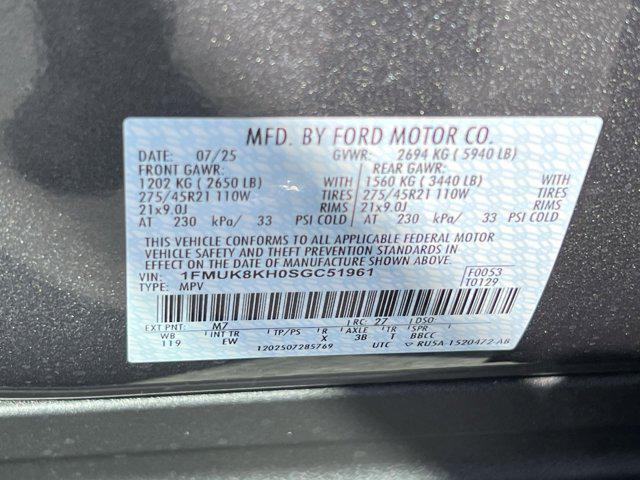 MFD. BY FORD MOTOR CO.
DATE: 07/25 GVWR: 2694 KG ( 5940 LB)
FRONT GAWR: REAR GAWR:
1202 KG ( 2650 LB) WITH 1560 KG ( 3440 LB) WITH
275/45R21 110W TIRES 275/45R21 110W TIRES
21x9.0J RIMS 21x9.0J RIMS
AT 230 kPa/ 33 PSI COLD AT 230 kPa/ 33 PSI COLD
THIS VEHICLE CONFORMS TO ALL APPLICABLE FEDERAL MOTOR
VEHICLE SAFETY AND THEFT PREVENTION STANDARDS IN
EFFECT ON THE DATE OF MANUFACTURE SHOWN ABOVE.
VIN: 1FMUK8KH0SGC51961 F0053
TYPE: MPV T0129
EXT PNT: M7 RC: 27 DSO:
WB INT TR TP/PS R AXLE TR SPR
119 EW X 3B T BBCC
1202507285769 UTC RU5A-1520472-AB